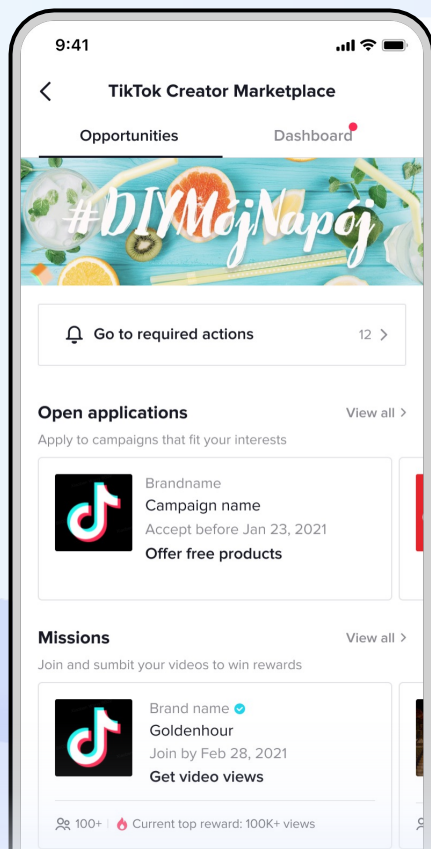 9:41
TikTok Creator Marketplace
Opportunities
Dashboard
#DIYMójNapój
Go to required actions
12
Open applications
View all
Apply to campaigns that fit your interests
Brandname
Campaign name
Accept before Jan 23, 2021
Offer free products
Missions
View all
Join and sumbit your videos to win rewards
Brand name
Goldenhour
Join by Feb 28, 2021
Get video views
100+
Current top reward: 100K+ views